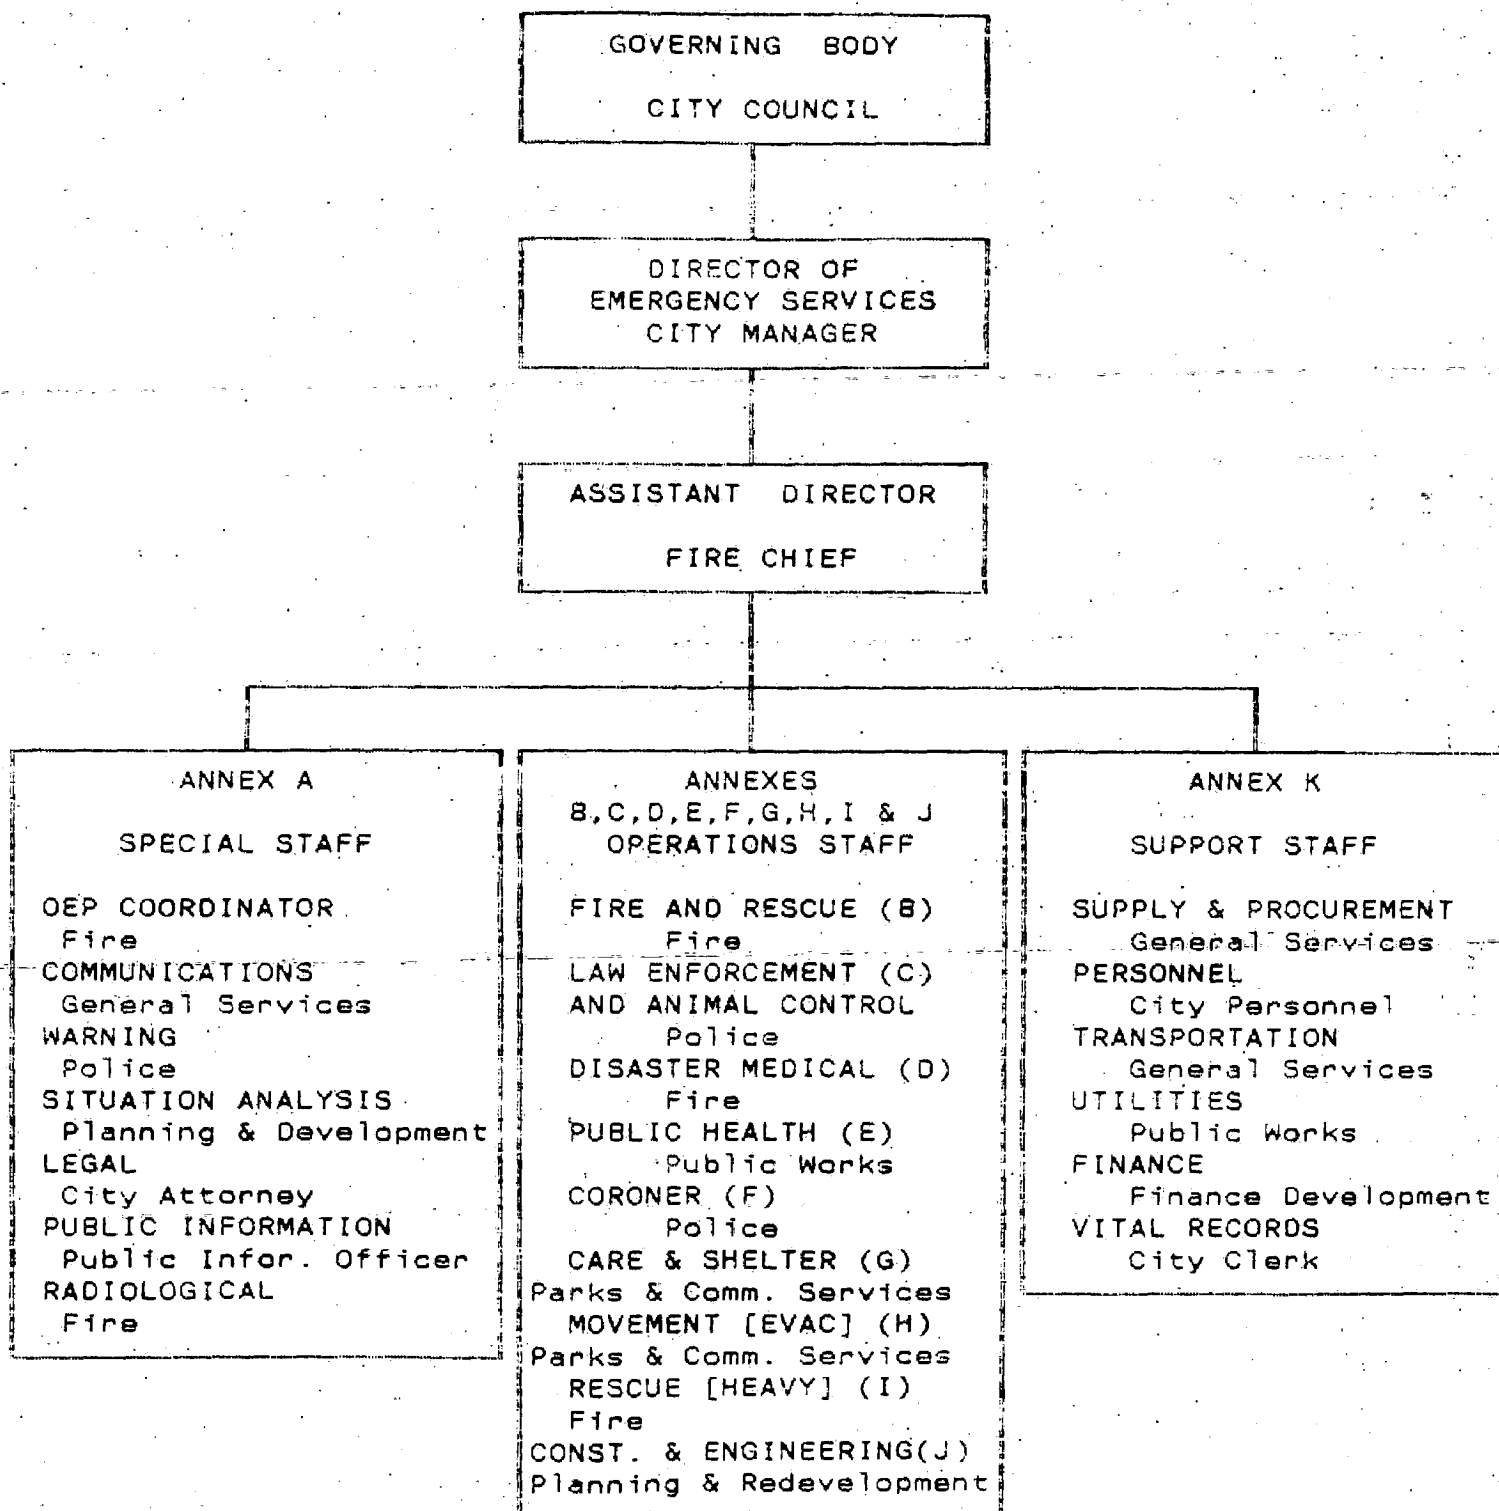 GOVERNING BODY
CITY COUNCIL
DIRECTOR OF
EMERGENCY SERVICES
CITY MANAGER
ASSISTANT DIRECTOR
FIRE CHIEF
ANNEX A
SPECIAL STAFF
OEP COORDINATOR
Fire
COMMUNICATIONS
General Services
WARNING
Police
SITUATION ANALYSIS
Planning & Development
LEGAL
City Attorney
PUBLIC INFORMATION
Public Infor. Officer
RADIOLOGICAL
Fire
ANNEXES
B,C,D,E,F,G,H,I & J
OPERATIONS STAFF
FIRE AND RESCUE (B)
Fire
LAW ENFORCEMENT (C)
AND ANIMAL CONTROL
Police
DISASTER MEDICAL (D)
Fire
PUBLIC HEALTH (E)
Public Works
CORONER (F)
Police
CARE & SHELTER (G)
Parks & Comm. Services
MOVEMENT [EVAC] (H)
Parks & Comm. Services
RESCUE [HEAVY] (I)
Fire
CONST. & ENGINEERING(J)
Planning & Redevelopment
ANNEX K
SUPPORT STAFF
SUPPLY & PROCUREMENT
General Services
PERSONNEL
City Personnel
TRANSPORTATION
General Services
UTILITIES
Public Works
FINANCE
Finance Development
VITAL RECORDS
City Clerk